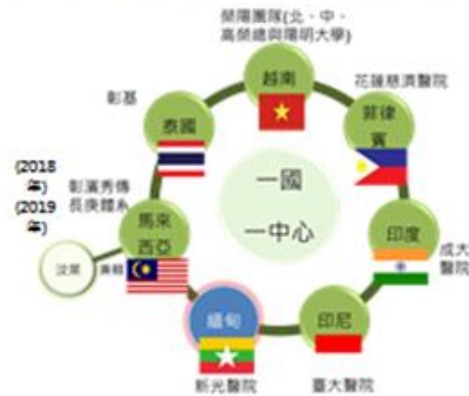 榮陽團隊(北、中、
高榮總與陽明大學)
越南
花蓮慈濟醫院
菲律
賓
彰基
泰國
(2018
年)
(2019
年)
彰濱秀傳
長庚體系
馬來
西亞
汶萊
兼轄
一國
一中心
印度
成大
醫院
緬甸
新光醫院
印尼
臺大醫院